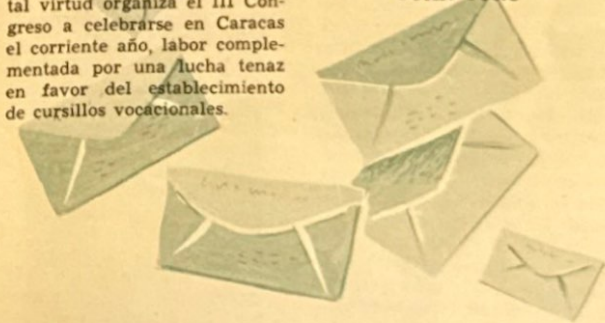 tal virtud organiza el III Con-
greso a celebrarse en Caracas
el corriente año, labor comple-
mentada por una lucha tenaz
en favor del establecimiento
de cursillos vocacionales.